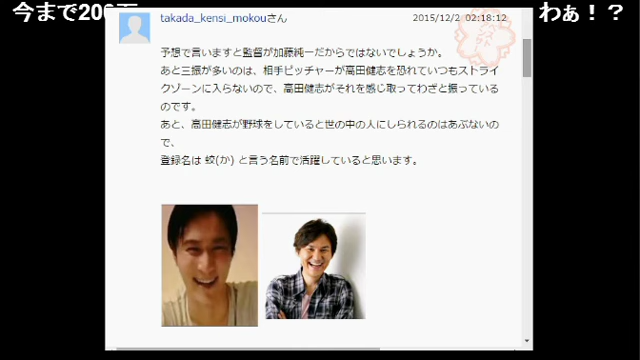 今まで200万
わぁ！？
takada_kensi_mokouさん
2015/12/2 02:18:12
予想で言いますと監督が加藤純一だからではないでしょうか。
あと三振が多いのは、相手ピッチャーが高田健志を恐れていつもストライ
クゾーンに入らないので、高田健志がそれを感じ取ってわざと振っている
のです。
あと、高田健志が野球をしていると世の中の人にしられるのはあぶないの
で、
登録名は 蛟(か) と言う名前で活躍していると思います。